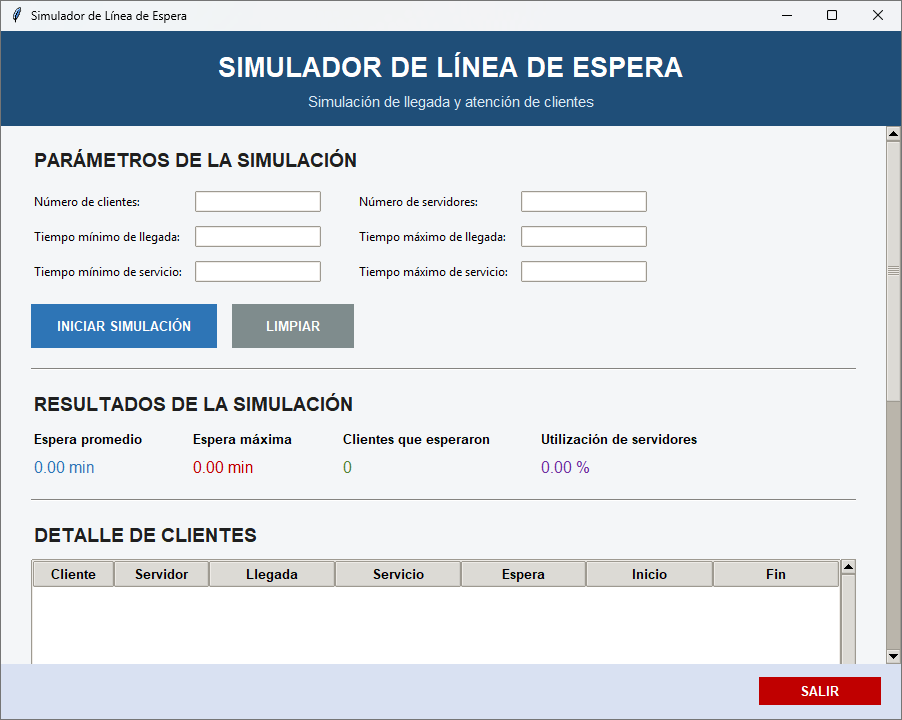 Simulador de Línea de Espera
SIMULADOR DE LÍNEA DE ESPERA
Simulación de llegada y atención de clientes
PARÁMETROS DE LA SIMULACIÓN
Número de clientes: Número de servidores:
Tiempo mínimo de llegada: Tiempo máximo de llegada:
Tiempo mínimo de servicio: Tiempo máximo de servicio:
INICIAR SIMULACIÓN LIMPIAR
RESULTADOS DE LA SIMULACIÓN
Espera promedio Espera máxima Clientes que esperaron Utilización de servidores
0.00 min 0.00 min 0 0.00 %
DETALLE DE CLIENTES
Cliente Servidor Llegada Servicio Espera Inicio Fin
SALIR